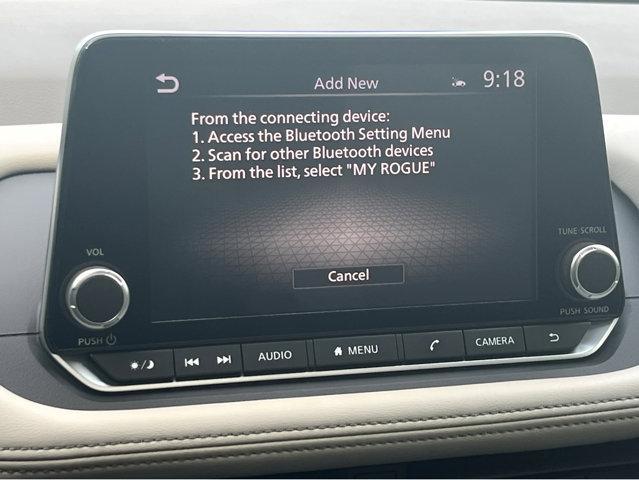 Add New
9:18
From the connecting device:
1. Access the Bluetooth Setting Menu
2. Scan for other Bluetooth devices
3. From the list, select "MY ROGUE"
Cancel
VOL
PUSH
TUNE·SCROLL
PUSH SOUND
AUDIO
MENU
CAMERA